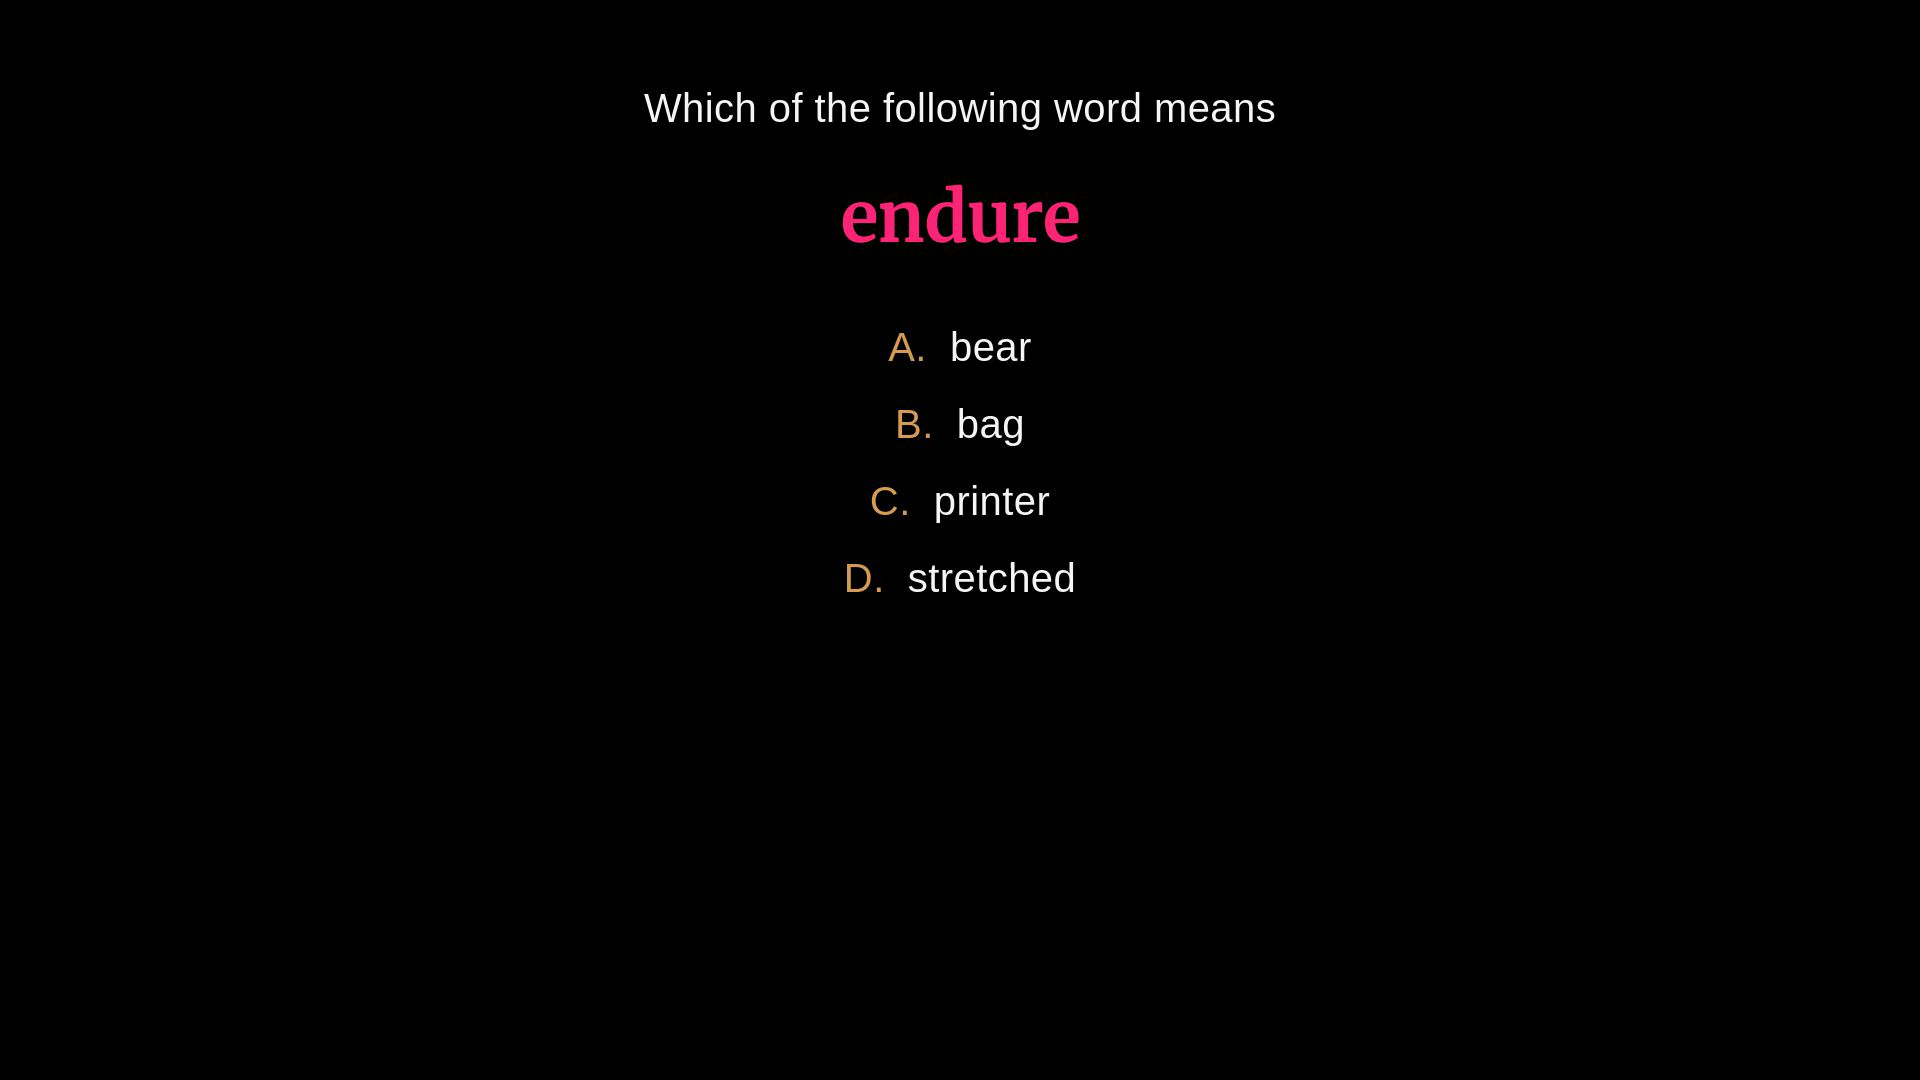 Which of the following word means
endure
A. bear
B. bag
C. printer
D. stretched